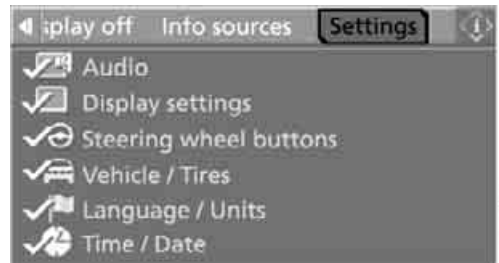 splay off Info sources Settings
Audio
Display settings
Steering wheel buttons
Vehicle / Tires
Language / Units
Time / Date